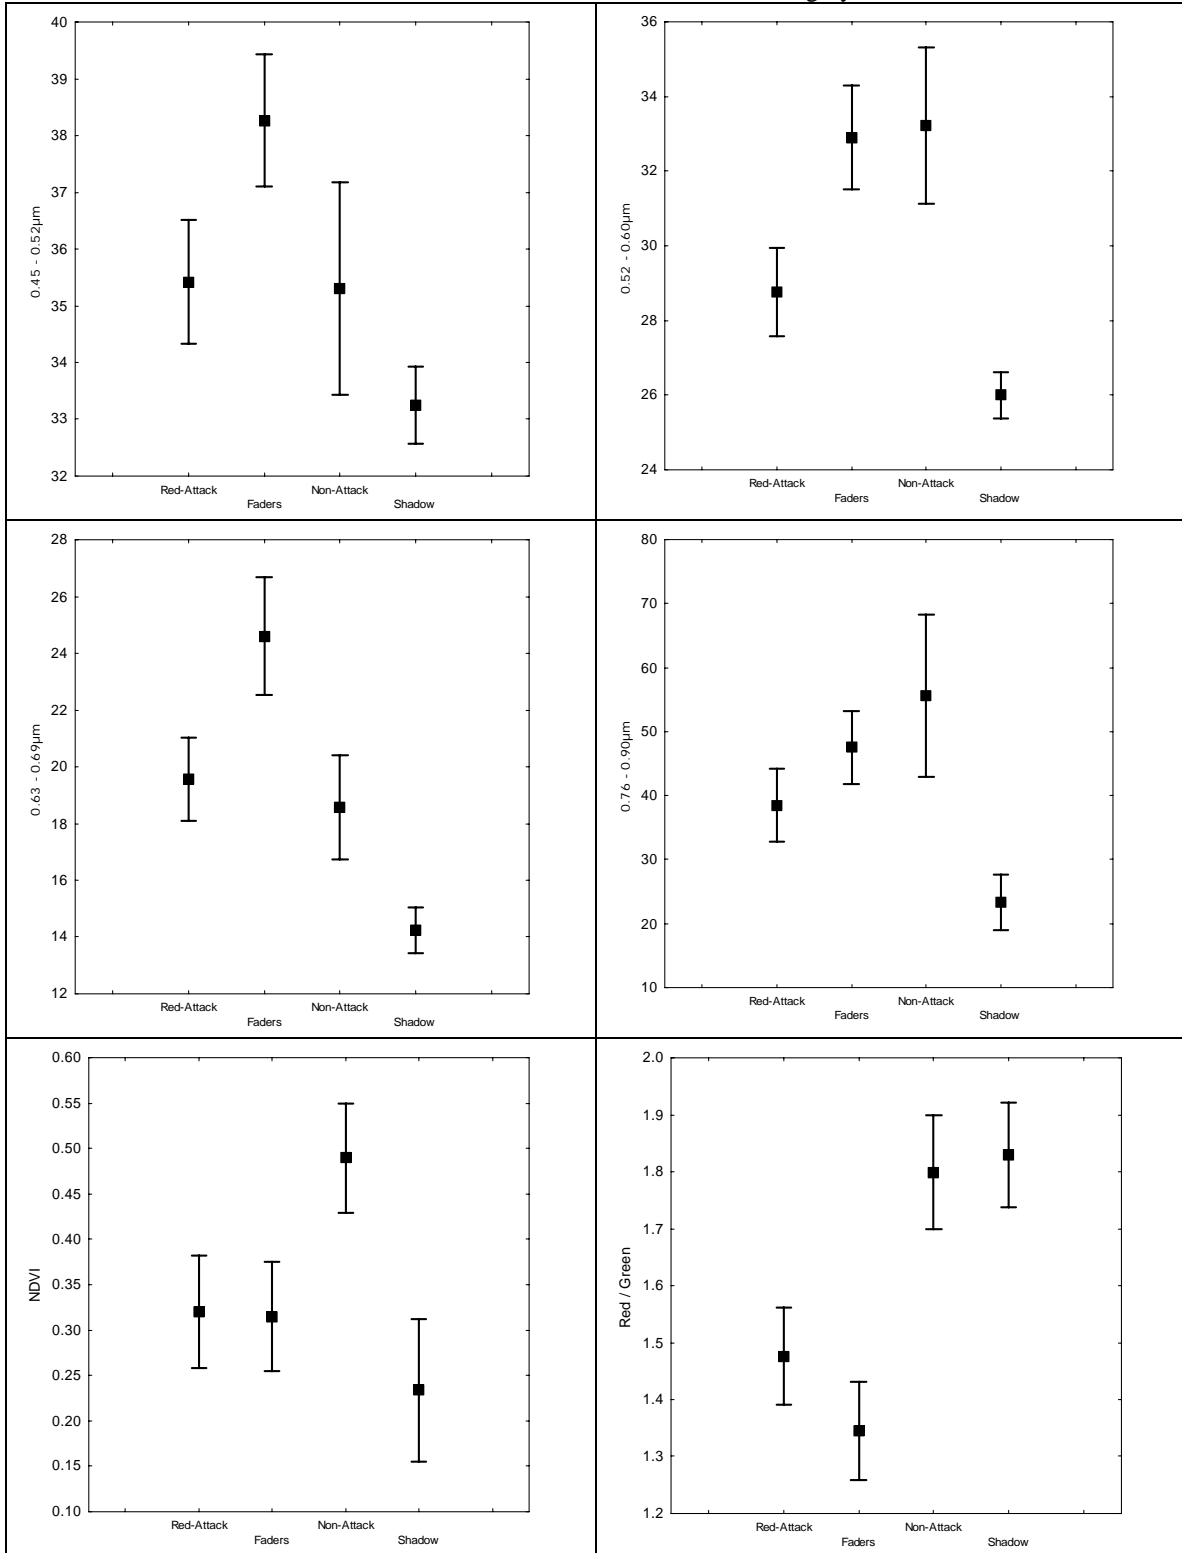 40
39
38
37
36
35
34
33
32
0.45 - 0.52µm
Red-Attack
Faders
Non-Attack
Shadow
36
34
32
30
28
26
24
0.52 - 0.60µm
Red-Attack
Faders
Non-Attack
Shadow
28
26
24
22
20
18
16
14
12
0.63 - 0.69µm
Red-Attack
Faders
Non-Attack
Shadow
80
70
60
50
40
30
20
10
0.76 - 0.90µm
Red-Attack
Faders
Non-Attack
Shadow
0.60
0.55
0.50
0.45
0.40
0.35
0.30
0.25
0.20
0.15
0.10
NDVI
Red-Attack
Faders
Non-Attack
Shadow
2.0
1.9
1.8
1.7
1.6
1.5
1.4
1.3
1.2
Red / Green
Red-Attack
Faders
Non-Attack
Shadow